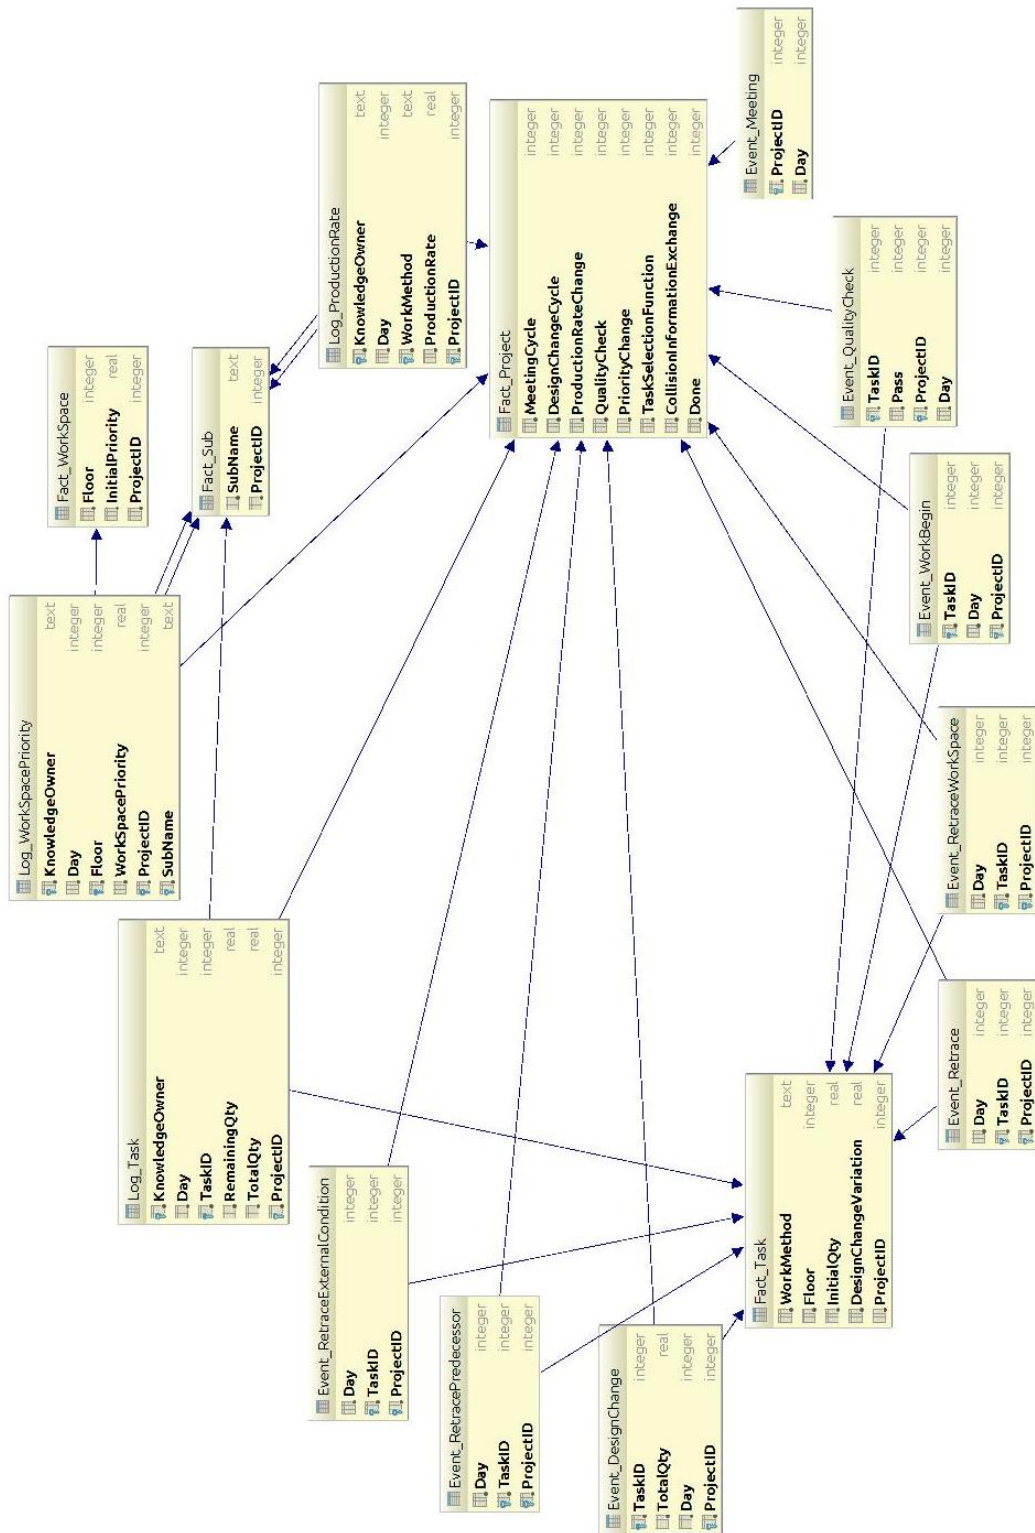 Log_WorkSpacePriority
KnowledgeOwner text
Day integer
Floor integer
WorkSpacePriority real
ProjectID integer
SubName text
Fact_WorkSpace
Floor integer
InitialPriority real
ProjectID integer
Log_Task
KnowledgeOwner text
Day integer
TaskID integer
RemainingQty real
TotalQty real
ProjectID integer
Fact_Sub
SubName text
ProjectID integer
Event_RetraceExternalCondition
Day integer
TaskID integer
ProjectID integer
Log_ProductionRate
KnowledgeOwner text
Day integer
WorkMethod text
ProductionRate real
ProjectID integer
Event_RetracePredecessor
Day integer
TaskID integer
ProjectID integer
Fact_Project
MeetingCycle integer
DesignChangeCycle integer
ProductionRateChange integer
QualityCheck integer
PriorityChange integer
TaskSelectionFunction integer
CollisionInformationExchange integer
Done integer
Event_DesignChange
TaskID integer
TotalQty real
Day integer
ProjectID integer
Event_Meeting
ProjectID integer
Day integer
Fact_Task
WorkMethod text
Floor integer
InitialQty real
DesignChangeVariation real
ProjectID integer
Event_QualityCheck
TaskID integer
Pass integer
ProjectID integer
Day integer
Event_WorkBegin
TaskID integer
Day integer
ProjectID integer
Event_Retrace
Day integer
TaskID integer
ProjectID integer
Event_RetraceWorkSpace
Day integer
TaskID integer
ProjectID integer